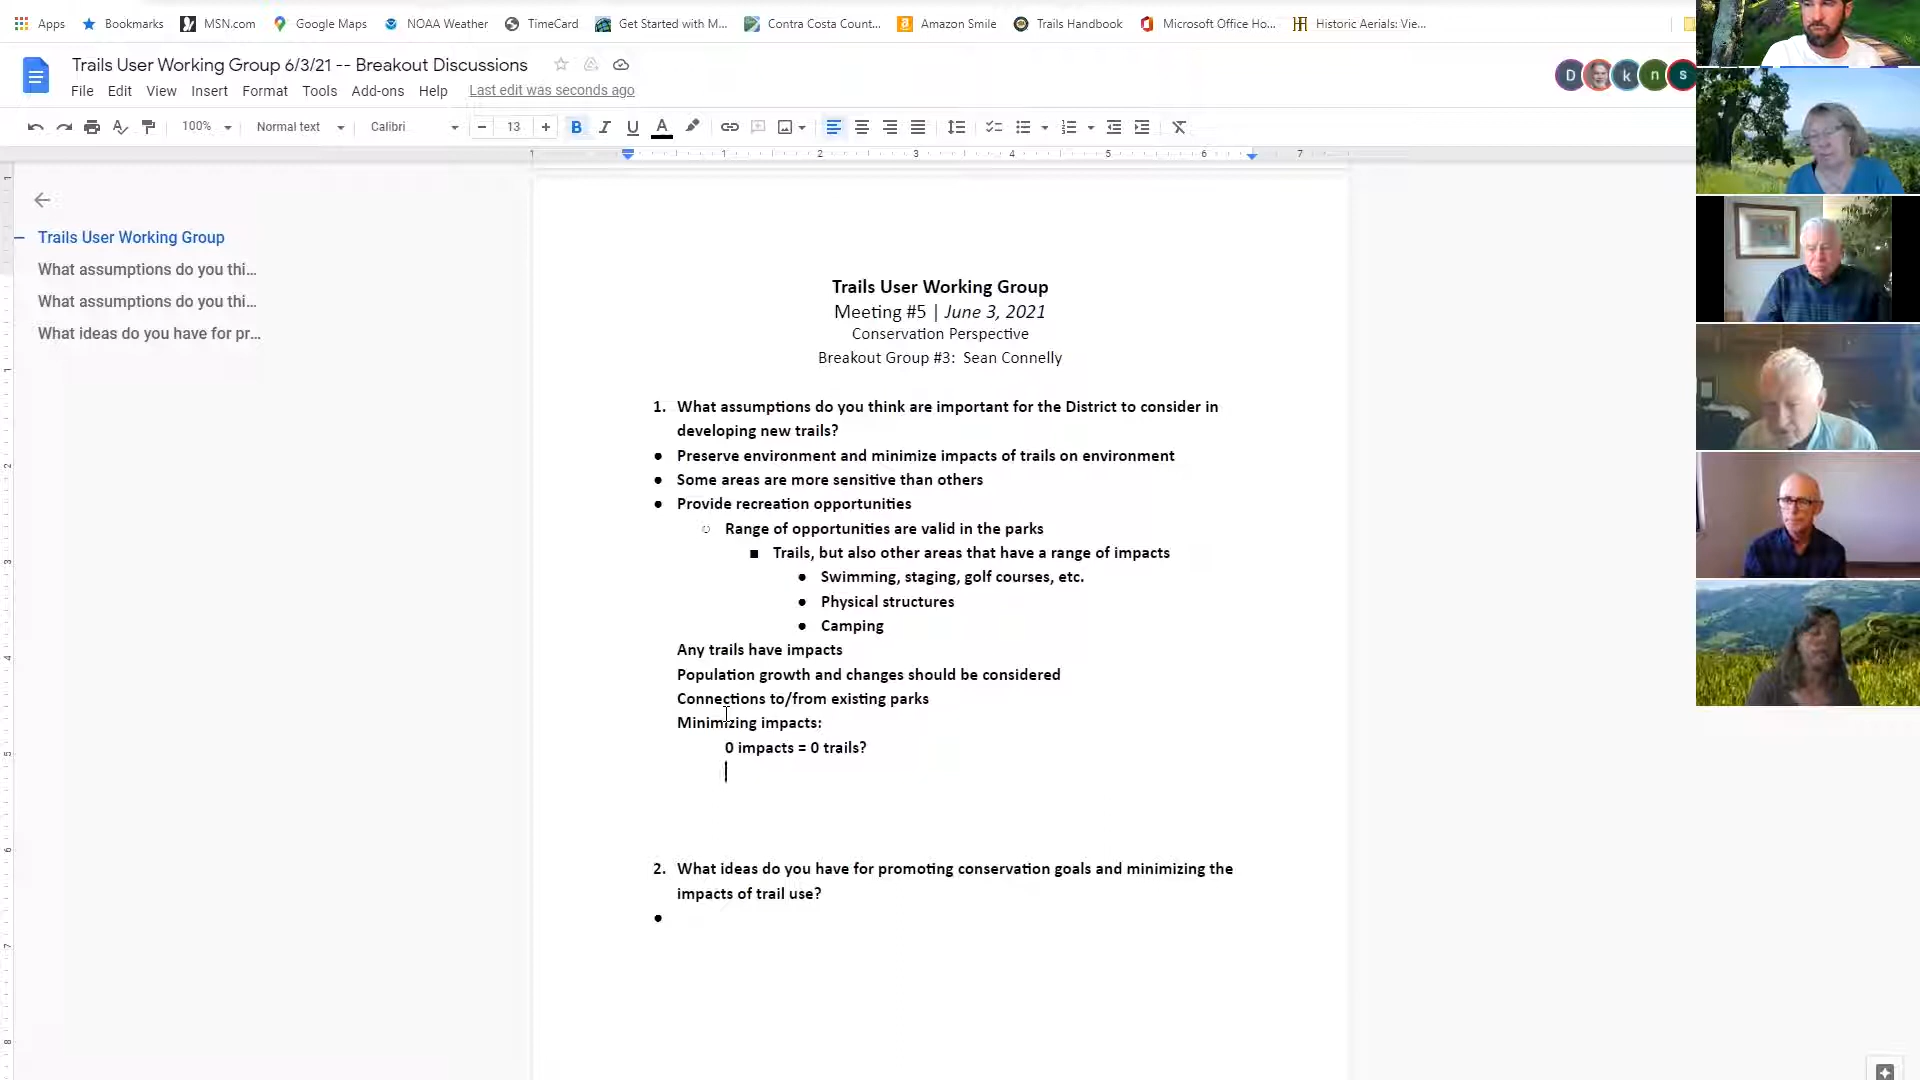 Apps Bookmarks MSN.com Google Maps NOAA Weather TimeCard Get Started with M... Contra Costa Count... Amazon Smile Trails Handbook Microsoft Office Ho... Historic Aerials: Vie...
Trails User Working Group 6/3/21 -- Breakout Discussions
D k n s
File Edit View Insert Format Tools Add-ons Help Last edit was seconds ago
100% Normal text Calibri 13 B I U A
1 1 2 3 4 5 6 7
Trails User Working Group
What assumptions do you thi...
What assumptions do you thi...
What ideas do you have for pr...
Trails User Working Group
Meeting #5 | June 3, 2021
Conservation Perspective
Breakout Group #3: Sean Connelly
1. What assumptions do you think are important for the District to consider in
developing new trails?
● Preserve environment and minimize impacts of trails on environment
● Some areas are more sensitive than others
● Provide recreation opportunities
○ Range of opportunities are valid in the parks
■ Trails, but also other areas that have a range of impacts
● Swimming, staging, golf courses, etc.
● Physical structures
● Camping
Any trails have impacts
Population growth and changes should be considered
Connections to/from existing parks
Minimizing impacts:
0 impacts = 0 trails?
2. What ideas do you have for promoting conservation goals and minimizing the
impacts of trail use?
●